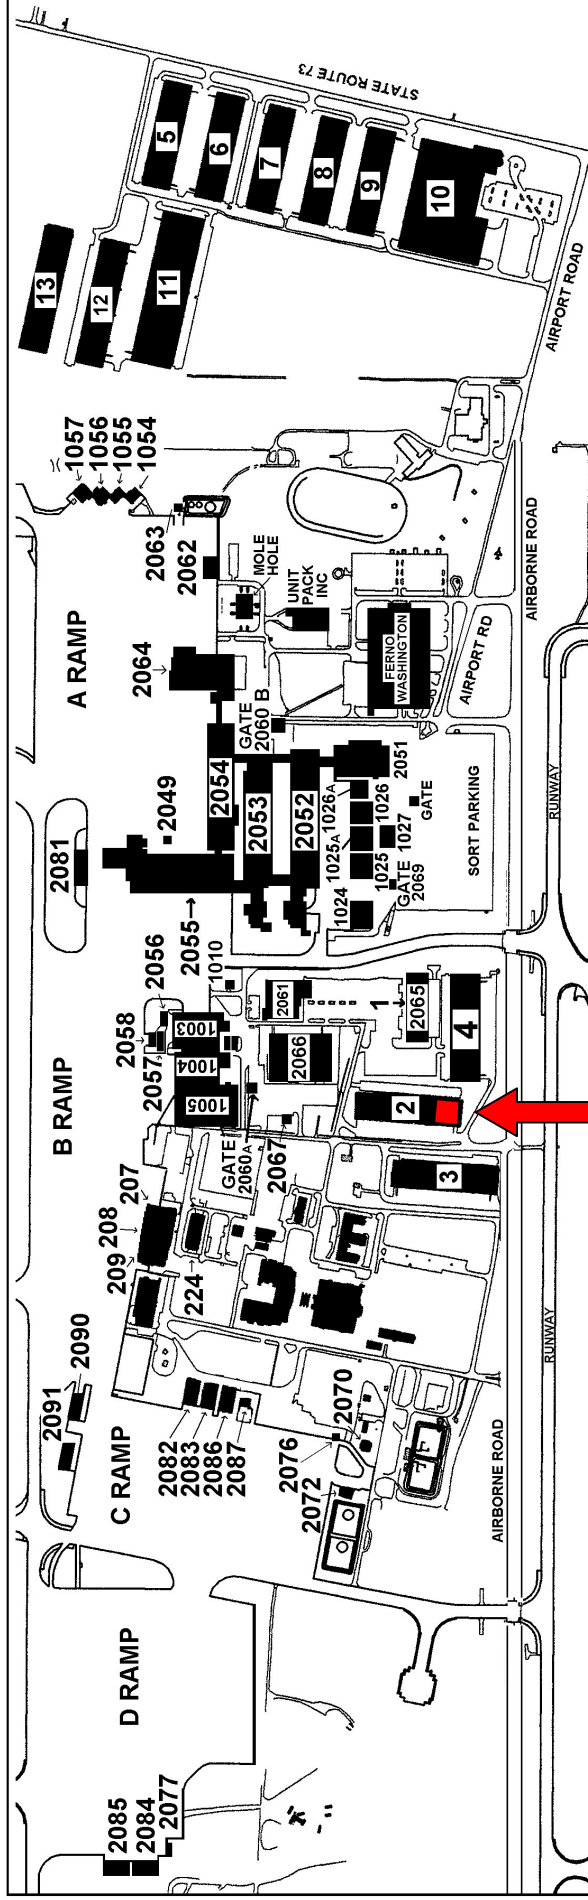 STATE ROUTE 73
5
6
7
8
9
10
13
12
11
AIRPORT ROAD
1057
1056
1055
1054
2063
2062
MOLE
HOLE
UNIT
PACK
INC
AIRBORNE ROAD
A RAMP
2064
FERNO
WASHINGTON
AIRPORT RD
GATE
2060 B
2054
2053
2052
2051
2049
2081
1026A
1026
1025A
1027
1025
1024
GATE
GATE
2069
SORT PARKING
RUNWAY
2055
2056
1010
2058
2057
1003
1004
1005
2061
2066
1
2065
4
B RAMP
GATE
2060A
2067
2
3
207
208
209
224
2090
2091
2082
2083
2086
2087
C RAMP
2070
2076
2072
RUNWAY
AIRBORNE ROAD
D RAMP
2085
2084
2077